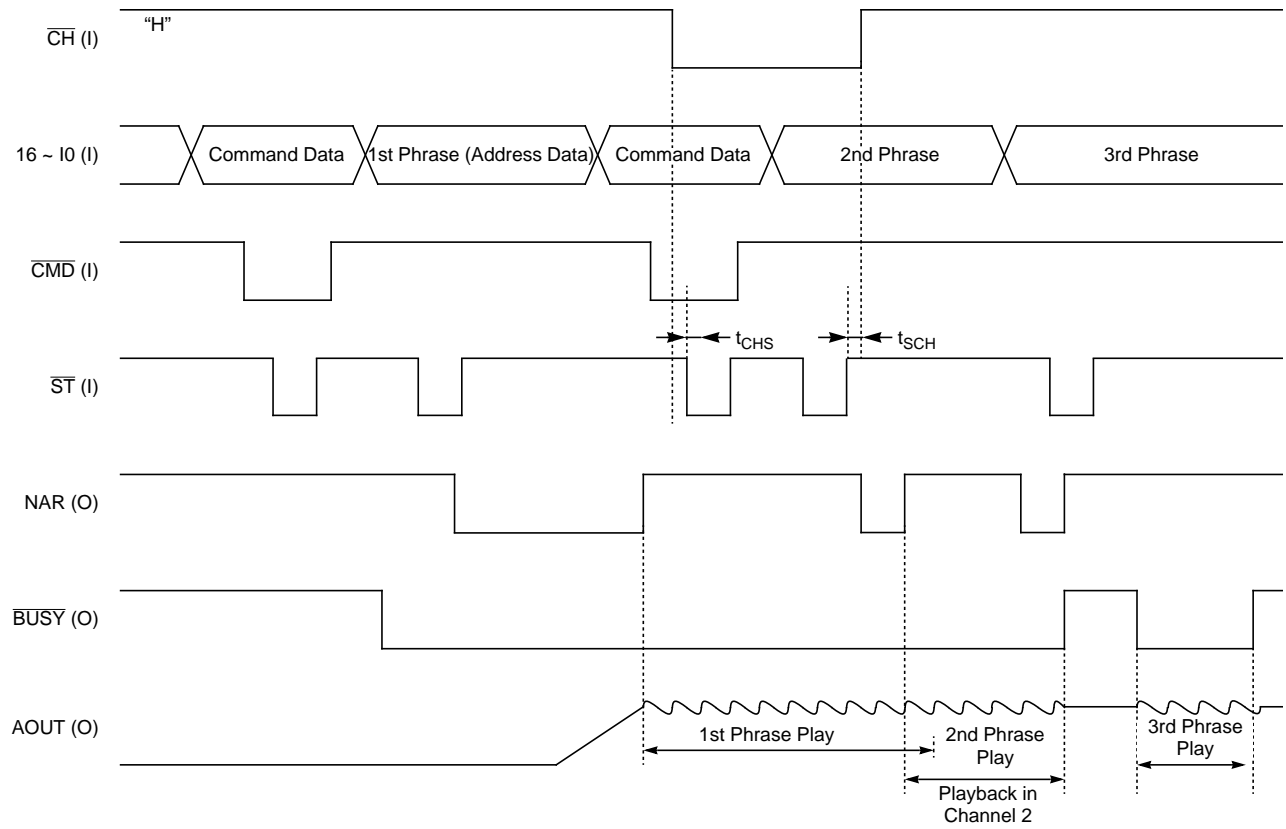 CH (I)
“H”
16 ~ I0 (I)
Command Data
1st Phrase (Address Data)
Command Data
2nd Phrase
3rd Phrase
CMD (I)
tCHS
tSCH
ST (I)
NAR (O)
BUSY (O)
AOUT (O)
1st Phrase Play
2nd Phrase
Play
3rd Phrase
Play
Playback in
Channel 2